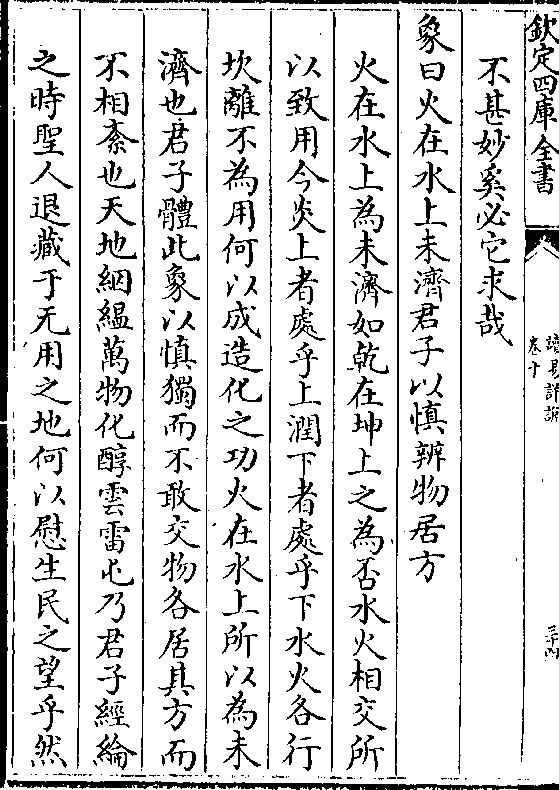 欽定四庫全書
讀易詳說
卷十
三十四
不甚妙奚必它求哉
象曰火在水上未濟君子以慎辨物居方
火在水上為未濟如乾在坤上之為否水火相交所
以致用今炎上者處乎上潤下者處乎下水火各行
坎離不為用何以成造化之功火在水上所以為未
濟也君子體此象以慎獨而不敢交物各居其方而
不相紊也天地絪緼萬物化醇雲雷屯乃君子經綸
之時聖人退藏于无用之地何以慰生民之望乎然